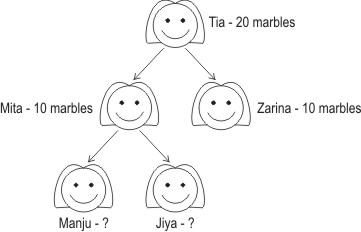 Tia - 20 marbles
Mita - 10 marbles
Zarina - 10 marbles
Manju - ?
Jiya - ?